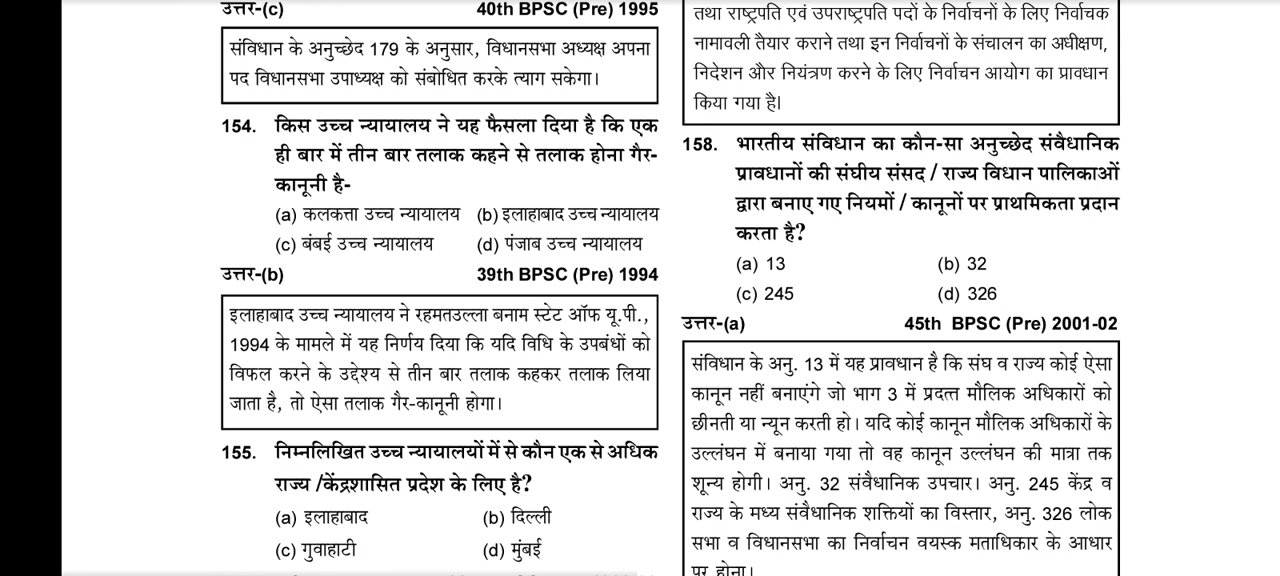 उत्तर-(c) 40th BPSC (Pre) 1995
संविधान के अनुच्छेद 179 के अनुसार, विधानसभा अध्यक्ष अपना
पद विधानसभा उपाध्यक्ष को संबोधित करके त्याग सकेगा।
154. किस उच्च न्यायालय ने यह फैसला दिया है कि एक
ही बार में तीन बार तलाक कहने से तलाक होना गैर-
कानूनी है-
(a) कलकत्ता उच्च न्यायालय (b) इलाहाबाद उच्च न्यायालय
(c) बंबई उच्च न्यायालय (d) पंजाब उच्च न्यायालय
उत्तर-(b) 39th BPSC (Pre) 1994
इलाहाबाद उच्च न्यायालय ने रहमतउल्ला बनाम स्टेट ऑफ यू.पी.,
1994 के मामले में यह निर्णय दिया कि यदि विधि के उपबंधों को
विफल करने के उद्देश्य से तीन बार तलाक कहकर तलाक लिया
जाता है, तो ऐसा तलाक गैर-कानूनी होगा।
155. निम्नलिखित उच्च न्यायालयों में से कौन एक से अधिक
राज्य /केंद्रशासित प्रदेश के लिए है?
(a) इलाहाबाद (b) दिल्ली
(c) गुवाहाटी (d) मुंबई
तथा राष्ट्रपति एवं उपराष्ट्रपति पदों के निर्वाचनों के लिए निर्वाचक
नामावली तैयार कराने तथा इन निर्वाचनों के संचालन का अधीक्षण,
निदेशन और नियंत्रण करने के लिए निर्वाचन आयोग का प्रावधान
किया गया है।
158. भारतीय संविधान का कौन-सा अनुच्छेद संवैधानिक
प्रावधानों की संघीय संसद / राज्य विधान पालिकाओं
द्वारा बनाए गए नियमों / कानूनों पर प्राथमिकता प्रदान
करता है?
(a) 13 (b) 32
(c) 245 (d) 326
उत्तर-(a) 45th BPSC (Pre) 2001-02
संविधान के अनु. 13 में यह प्रावधान है कि संघ व राज्य कोई ऐसा
कानून नहीं बनाएंगे जो भाग 3 में प्रदत्त मौलिक अधिकारों को
छीनती या न्यून करती हो। यदि कोई कानून मौलिक अधिकारों के
उल्लंघन में बनाया गया तो वह कानून उल्लंघन की मात्रा तक
शून्य होगी। अनु. 32 संवैधानिक उपचार। अनु. 245 केंद्र व
राज्य के मध्य संवैधानिक शक्तियों का विस्तार, अनु. 326 लोक
सभा व विधानसभा का निर्वाचन वयस्क मताधिकार के आधार
पर होना।